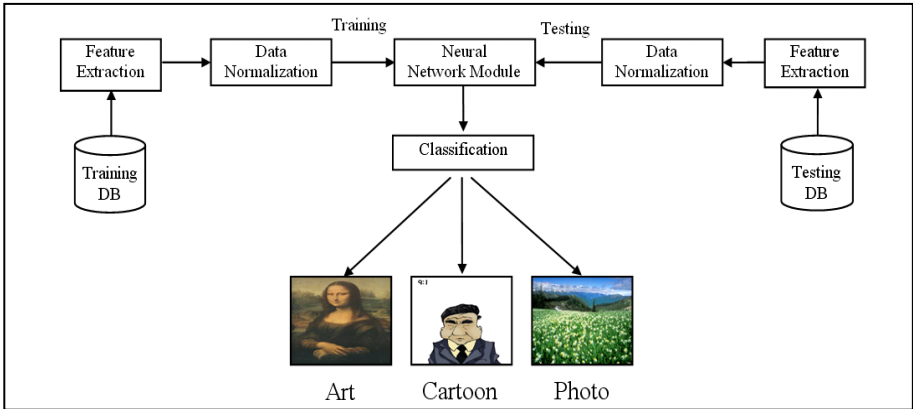 Training
Testing
Feature
Extraction
Data
Normalization
Neural
Network Module
Data
Normalization
Feature
Extraction
Training
DB
Classification
Testing
DB
Art
Cartoon
Photo